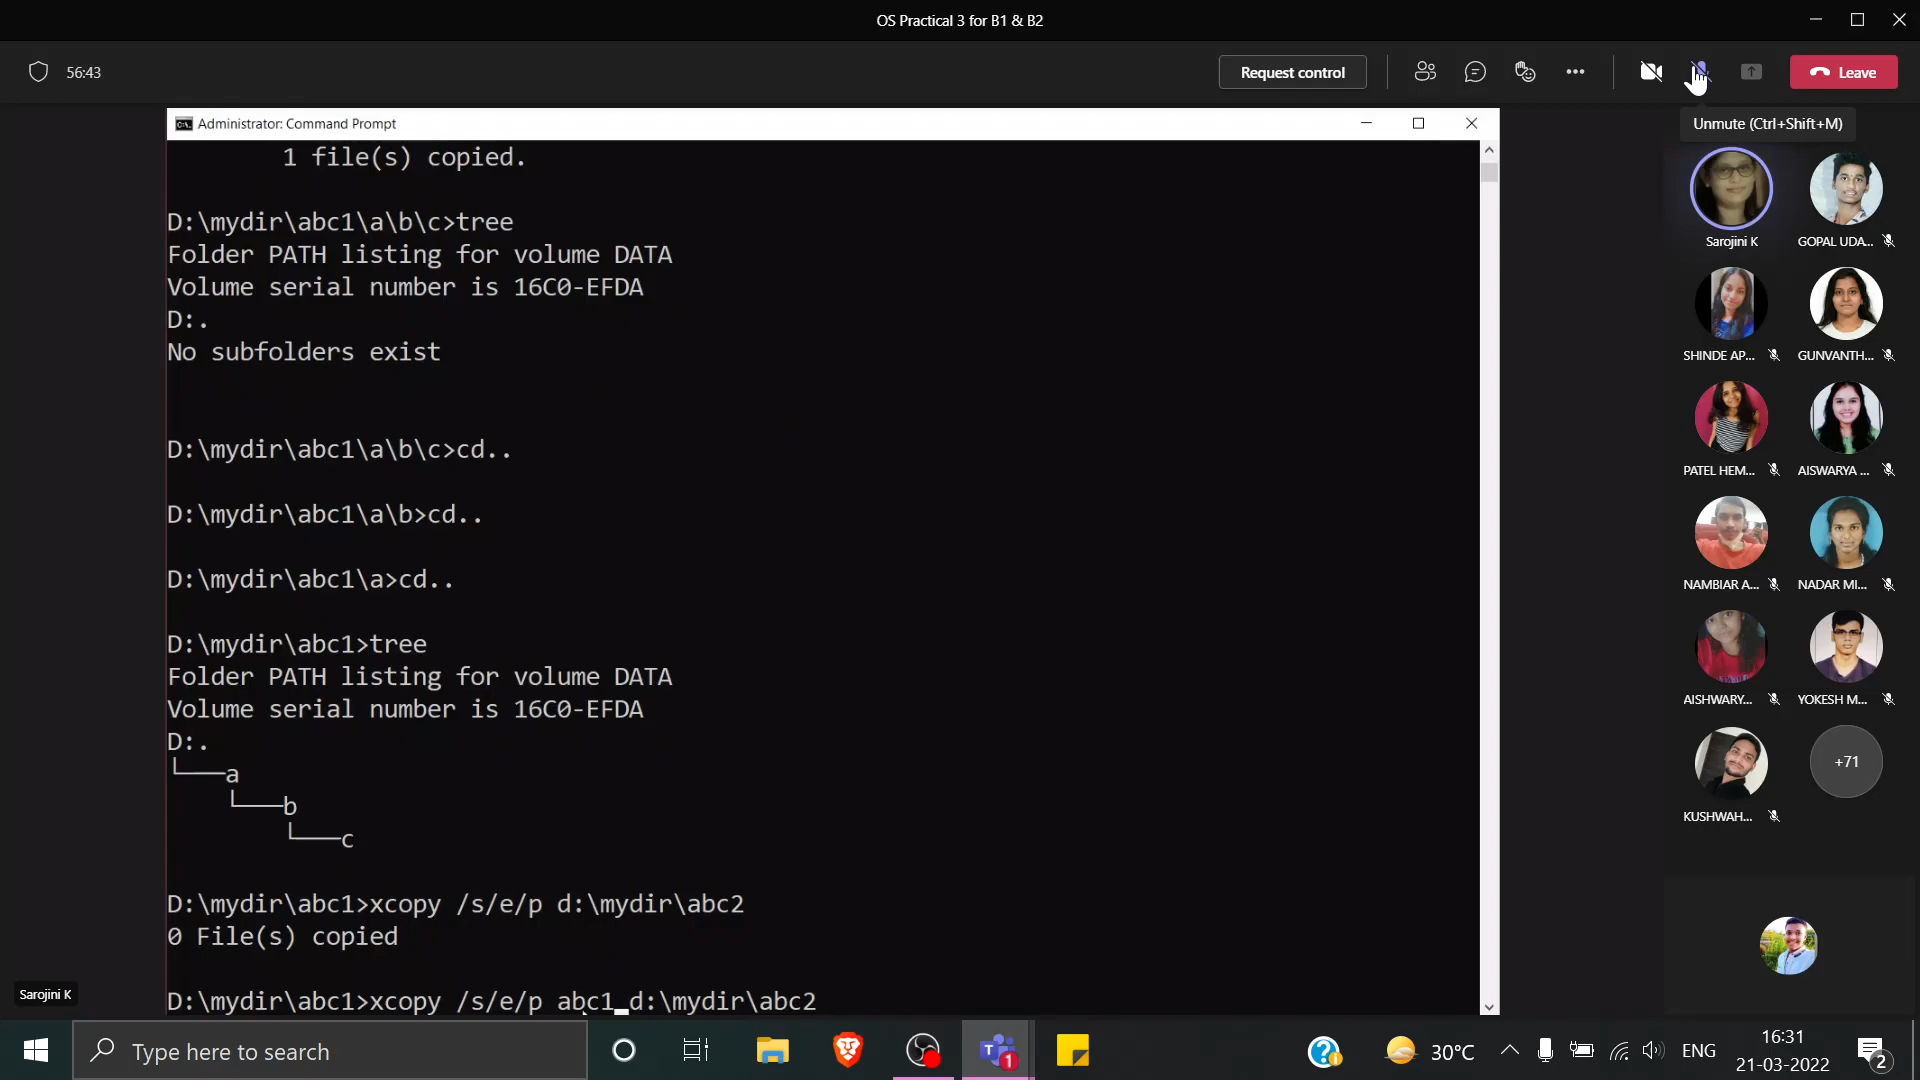 OS Practical 3 for B1 & B2
56:43
Request control
Leave
Unmute (Ctrl+Shift+M)
Administrator: Command Prompt
1 file(s) copied.
D:\mydir\abc1\a\b\c>tree
Folder PATH listing for volume DATA
Volume serial number is 16C0-EFDA
D:.
No subfolders exist
D:\mydir\abc1\a\b\c>cd..
D:\mydir\abc1\a\b>cd..
D:\mydir\abc1\a>cd..
D:\mydir\abc1>tree
Folder PATH listing for volume DATA
Volume serial number is 16C0-EFDA
D:.
└───a
└───b
└───c
D:\mydir\abc1>xcopy /s/e/p d:\mydir\abc2
0 File(s) copied
D:\mydir\abc1>xcopy /s/e/p abc1 d:\mydir\abc2
Sarojini K
GOPAL UDA...
SHINDE AP...
GUNVANTH...
PATEL HEM...
AISWARYA ...
NAMBIAR A...
NADAR MI...
AISHWARY...
YOKESH M...
KUSHWAH...
+71
Sarojini K
Type here to search
1
30°C
ENG
16:31
21-03-2022
2